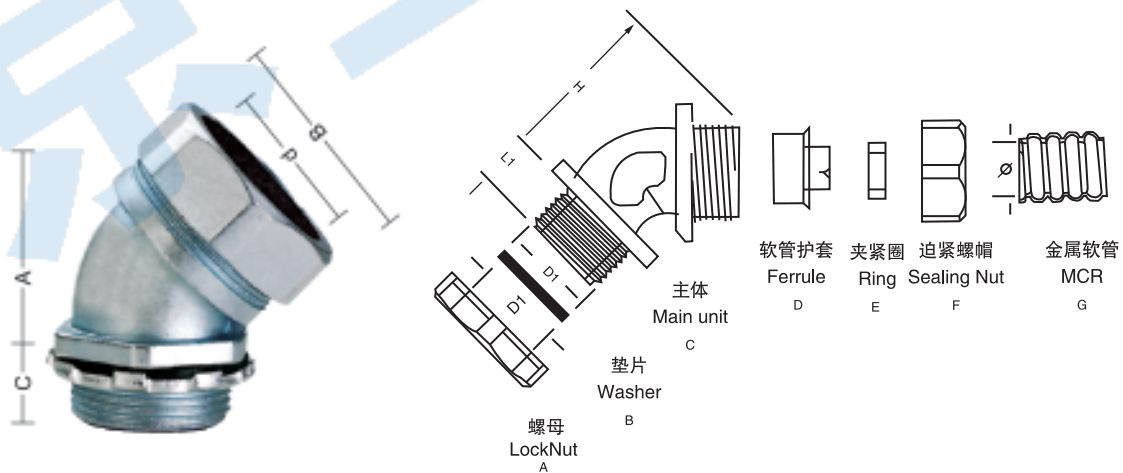 A
C
P
B
H
L1
D1
D1
Y
Φ
软管护套
Ferrule
D
夹紧圈
Ring
E
迫紧螺帽
Sealing Nut
F
金属软管
MCR
G
主体
Main unit
C
垫片
Washer
B
螺母
LockNut
A